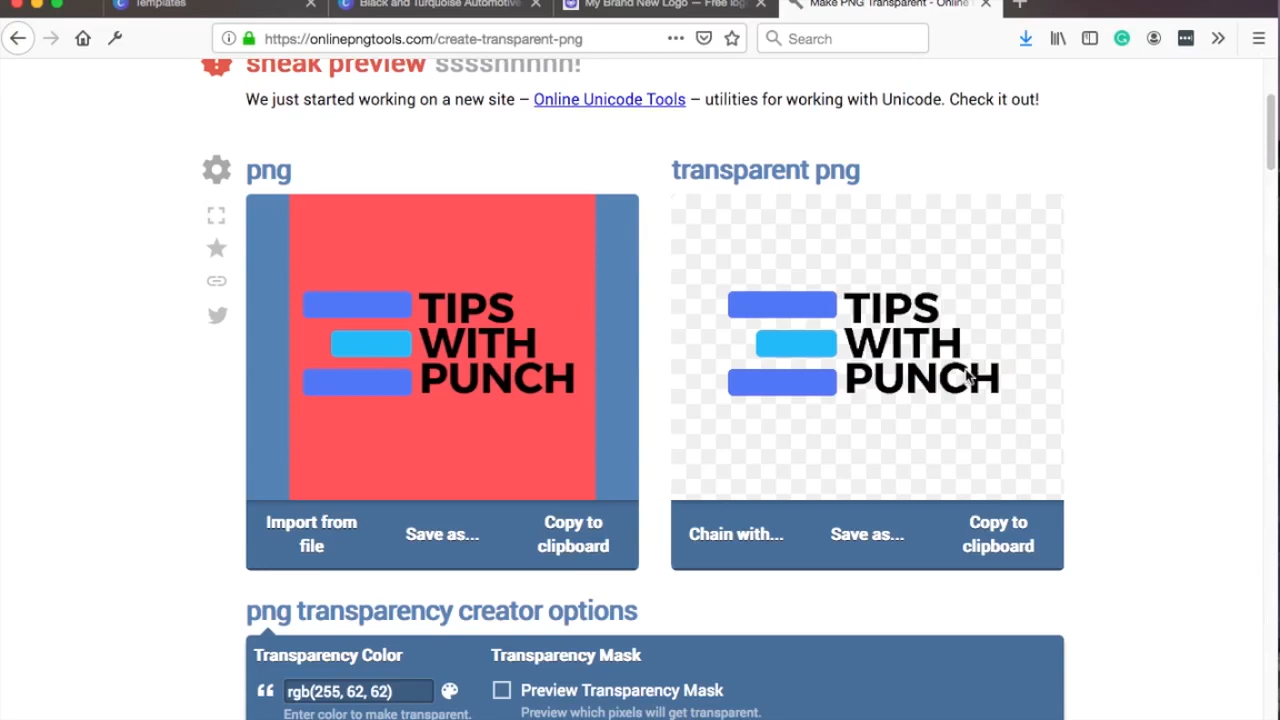 Templates
Black and Turquoise Automotive
My Brand New Logo — Free log
Make PNG Transparent - Online
https://onlinepngtools.com/create-transparent-png
Search
sneak preview sssshhhhh!
We just started working on a new site – Online Unicode Tools – utilities for working with Unicode. Check it out!
png
transparent png
TIPS
WITH
PUNCH
TIPS
WITH
PUNCH
Import from
file
Save as...
Copy to
clipboard
Chain with...
Save as...
Copy to
clipboard
png transparency creator options
Transparency Color
Transparency Mask
rgb(255, 62, 62)
Preview Transparency Mask
Enter color to make transparent.
Preview which pixels will get transparent.